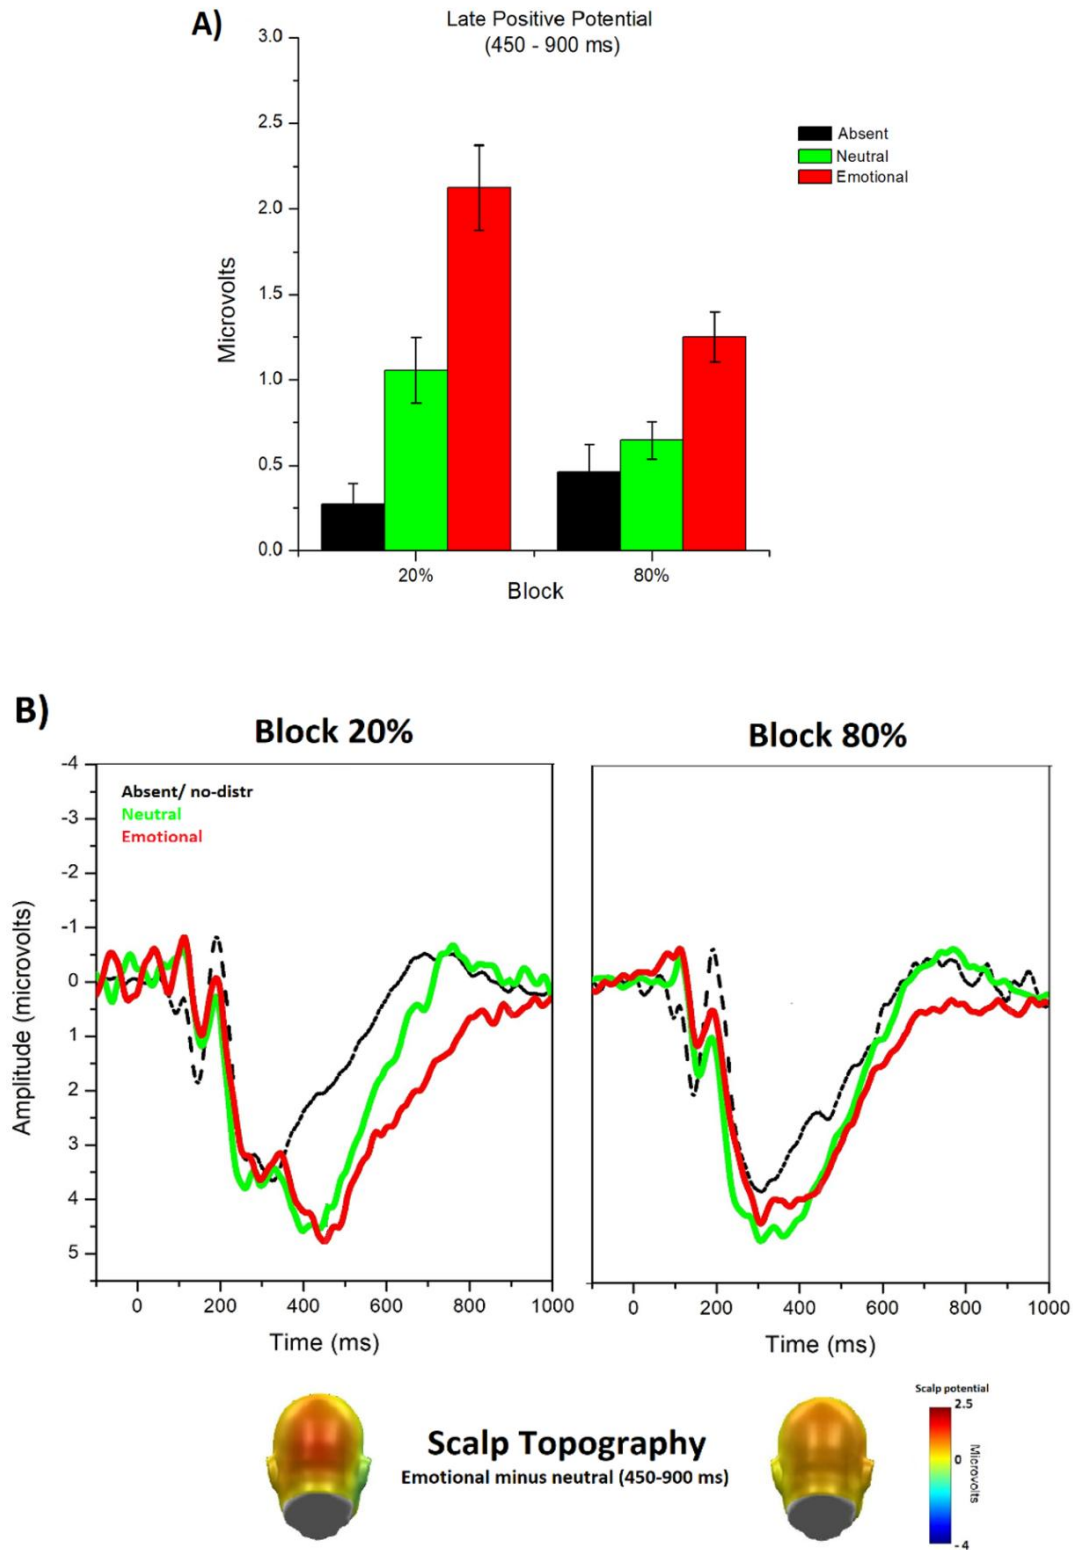 A)
Late Positive Potential
(450 - 900 ms)
3.0
2.5
2.0
1.5
1.0
0.5
0.0
Microvolts
20%
80%
Block
Absent
Neutral
Emotional
B)
Block 20%
Block 80%
-4
-3
-2
-1
0
1
2
3
4
5
Amplitude (microvolts)
Absent/ no-distr
Neutral
Emotional
0 200 400 600 800 1000
0 200 400 600 800 1000
Time (ms)
Time (ms)
Scalp Topography
Emotional minus neutral (450-900 ms)
Scalp potential
2.5
0
-4
Microvolts